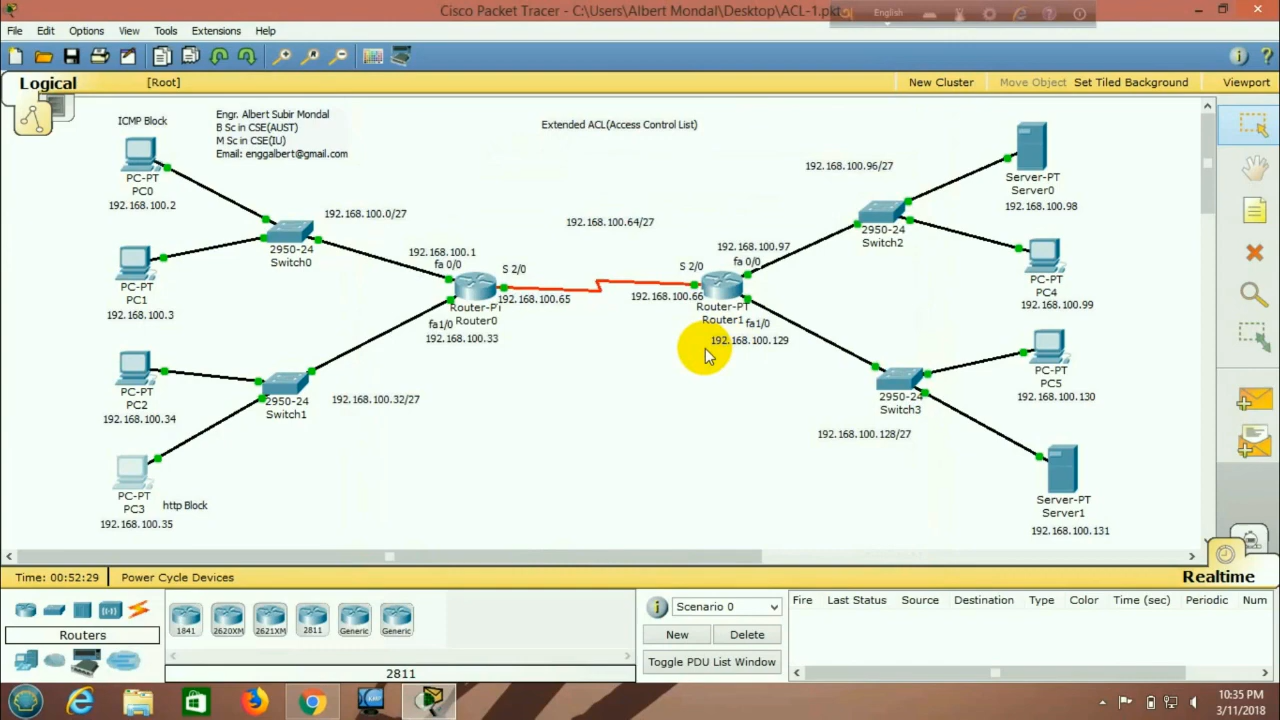 Cisco Packet Tracer - C:\Users\Albert Mondal\Desktop\ACL-1.pkt
English
File Edit Options View Tools Extensions Help
Logical [Root] New Cluster Move Object Set Tiled Background Viewport
ICMP Block
Engr. Albert Subir Mondal
B Sc in CSE(AUST)
M Sc in CSE(IU)
Email: enggalbert@gmail.com
Extended ACL(Access Control List)
PC-PT
PC0
192.168.100.2
192.168.100.0/27
2950-24
Switch0
PC-PT
PC1
192.168.100.3
192.168.100.1
fa 0/0
S 2/0
192.168.100.65
Router-PT
Router0
fa1/0
192.168.100.33
192.168.100.64/27
PC-PT
PC2
192.168.100.34
2950-24
Switch1
192.168.100.32/27
PC-PT
PC3
192.168.100.35
http Block
192.168.100.96/27
Server-PT
Server0
192.168.100.98
2950-24
Switch2
192.168.100.97
fa 0/0
S 2/0
192.168.100.66
Router-PT
Router1
fa1/0
192.168.100.129
PC-PT
PC4
192.168.100.99
PC-PT
PC5
192.168.100.130
2950-24
Switch3
192.168.100.128/27
Server-PT
Server1
192.168.100.131
Time: 00:52:29 Power Cycle Devices
Realtime
Routers
1841 2620XM 2621XM 2811 Generic Generic
2811
Scenario 0
New Delete
Toggle PDU List Window
Fire Last Status Source Destination Type Color Time (sec) Periodic Num
10:35 PM
3/11/2018